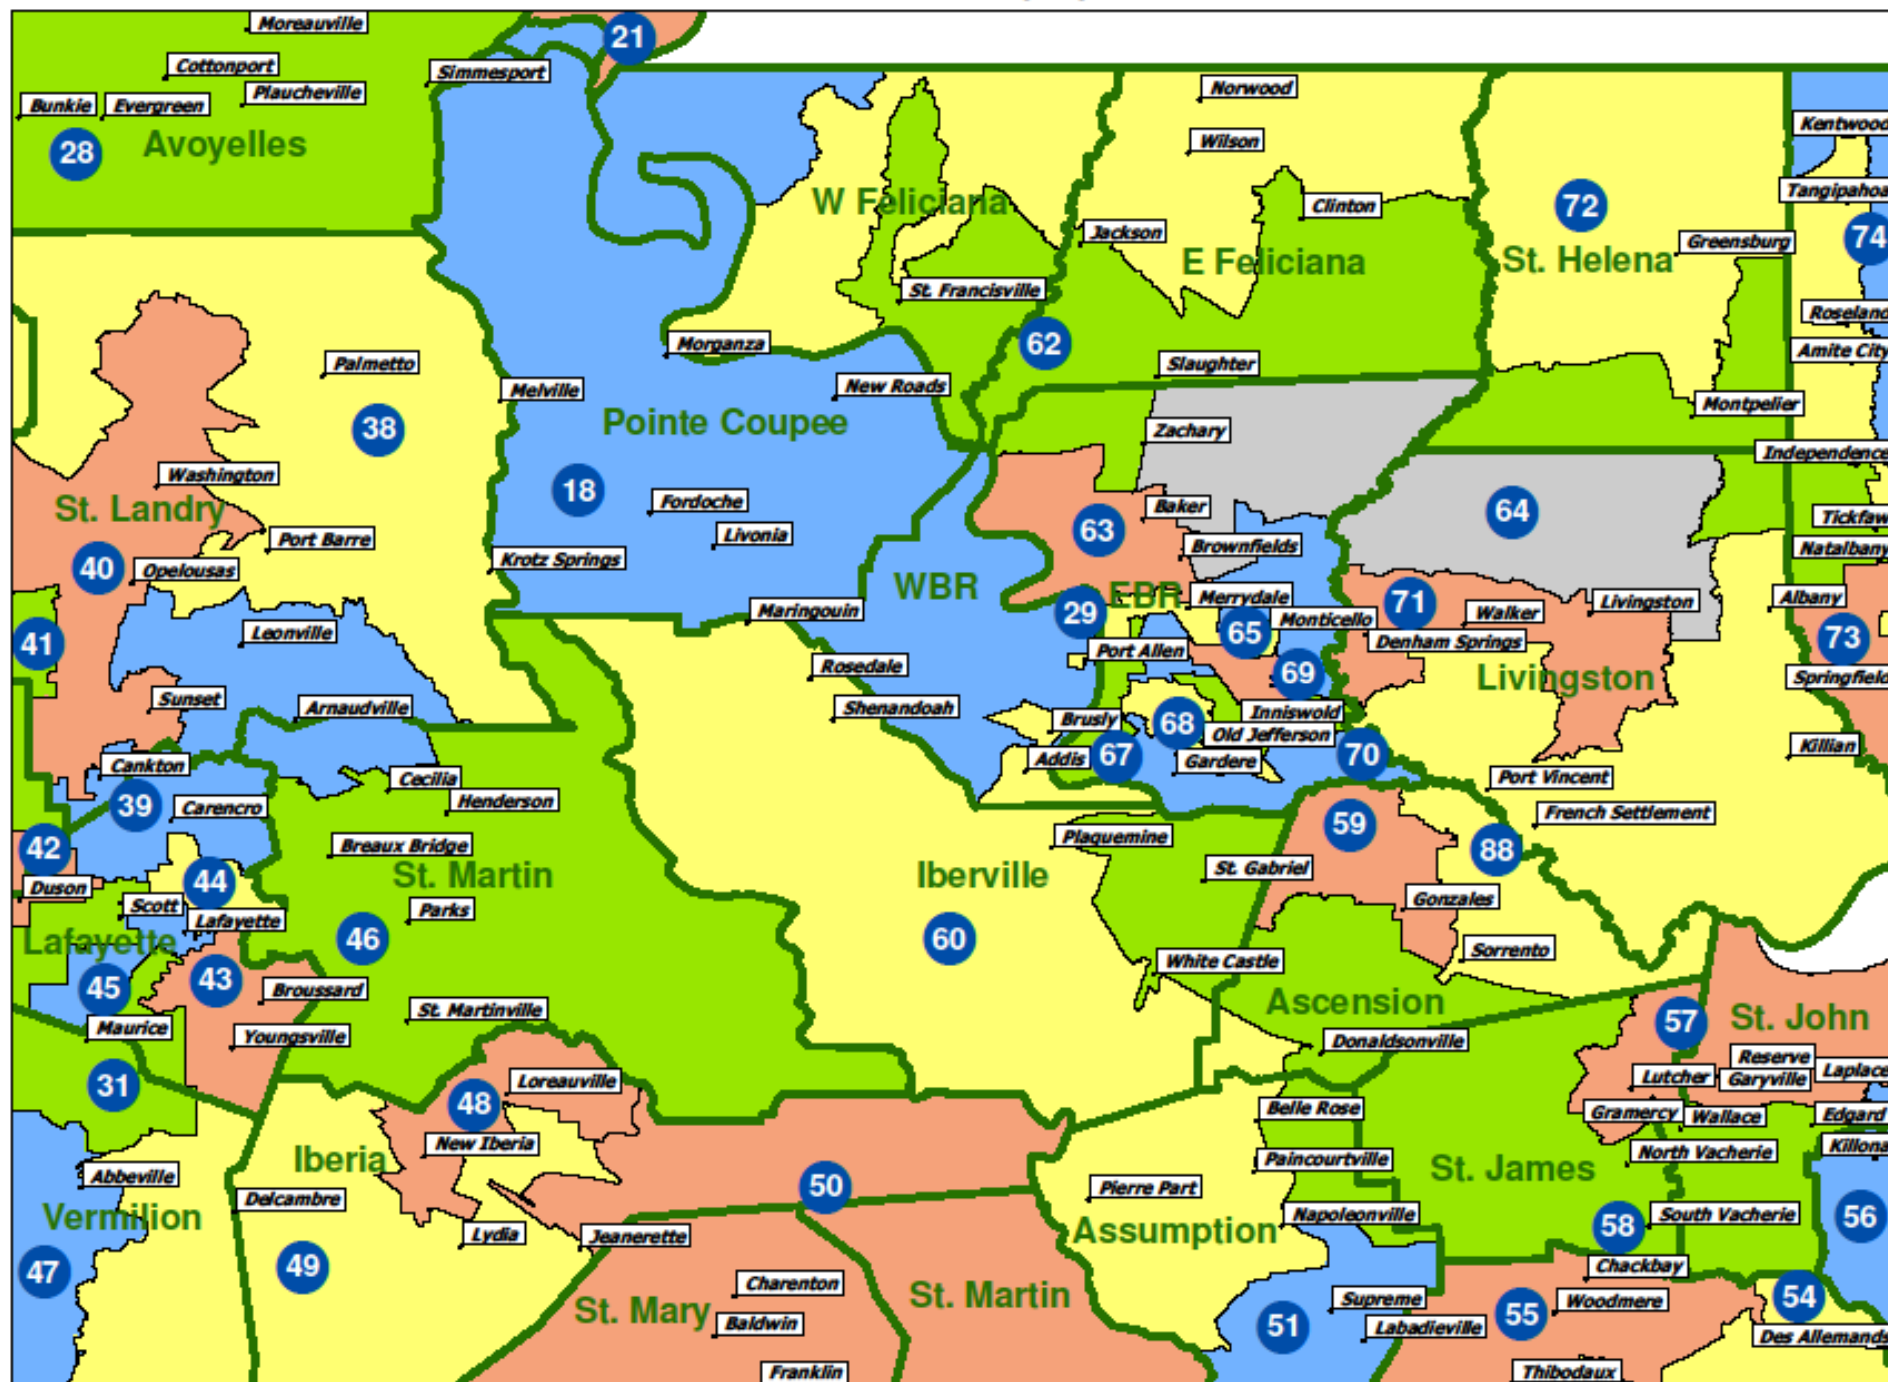 Moreauville
21
Cottonport
Simmesport
Bunkie
Evergreen
Plaucheville
Norwood
Kentwood
28
Avoyelles
Wilson
Tangipahoa
W Feliciana
Clinton
72
Jackson
74
Greensburg
E Feliciana
St. Helena
St. Francisville
Roseland
Morganza
62
Amite City
Palmetto
Slaughter
Melville
New Roads
Montpelier
38
Pointe Coupee
Zachary
Independence
Washington
18
Fordoche
Baker
64
St. Landry
Tickfaw
Port Barre
Livonia
63
Brownfields
Natalbany
Krotz Springs
40
Opelousas
WBR
EBR
Merrydale
71
Walker
Livingston
Albany
Maringouin
29
Monticello
Leonville
65
Denham Springs
73
41
Port Allen
Rosedale
69
Livingston
Springfield
Sunset
Arnaudville
Shenandoah
Brusly
68
Inniswold
Old Jefferson
Killian
Cankton
Cecilia
Addis
67
Gardere
70
Port Vincent
39
Carencro
Henderson
French Settlement
42
Breaux Bridge
Plaquemine
59
88
Duson
44
St. Martin
Iberville
St. Gabriel
Gonzales
Scott
Lafayette
Parks
Lafayette
46
60
Sorrento
White Castle
45
43
Broussard
Ascension
St. Martinville
57
St. John
Maurice
Youngsville
Donaldsonville
Reserve
31
Loreauville
Lutcher
Garyville
Laplace
48
Belle Rose
Gramercy
Wallace
Edgard
New Iberia
Killona
Iberia
Paincourtville
North Vacherie
Abbeville
50
Pierre Part
St. James
Delcambre
Vermilion
Lydia
Jeanerette
Assumption
Napoleonville
58
South Vacherie
56
47
49
Charenton
Chackbay
St. Mary
St. Martin
Supreme
Woodmere
54
Baldwin
51
Labadieville
55
Des Allemands
Franklin
Thibodaux